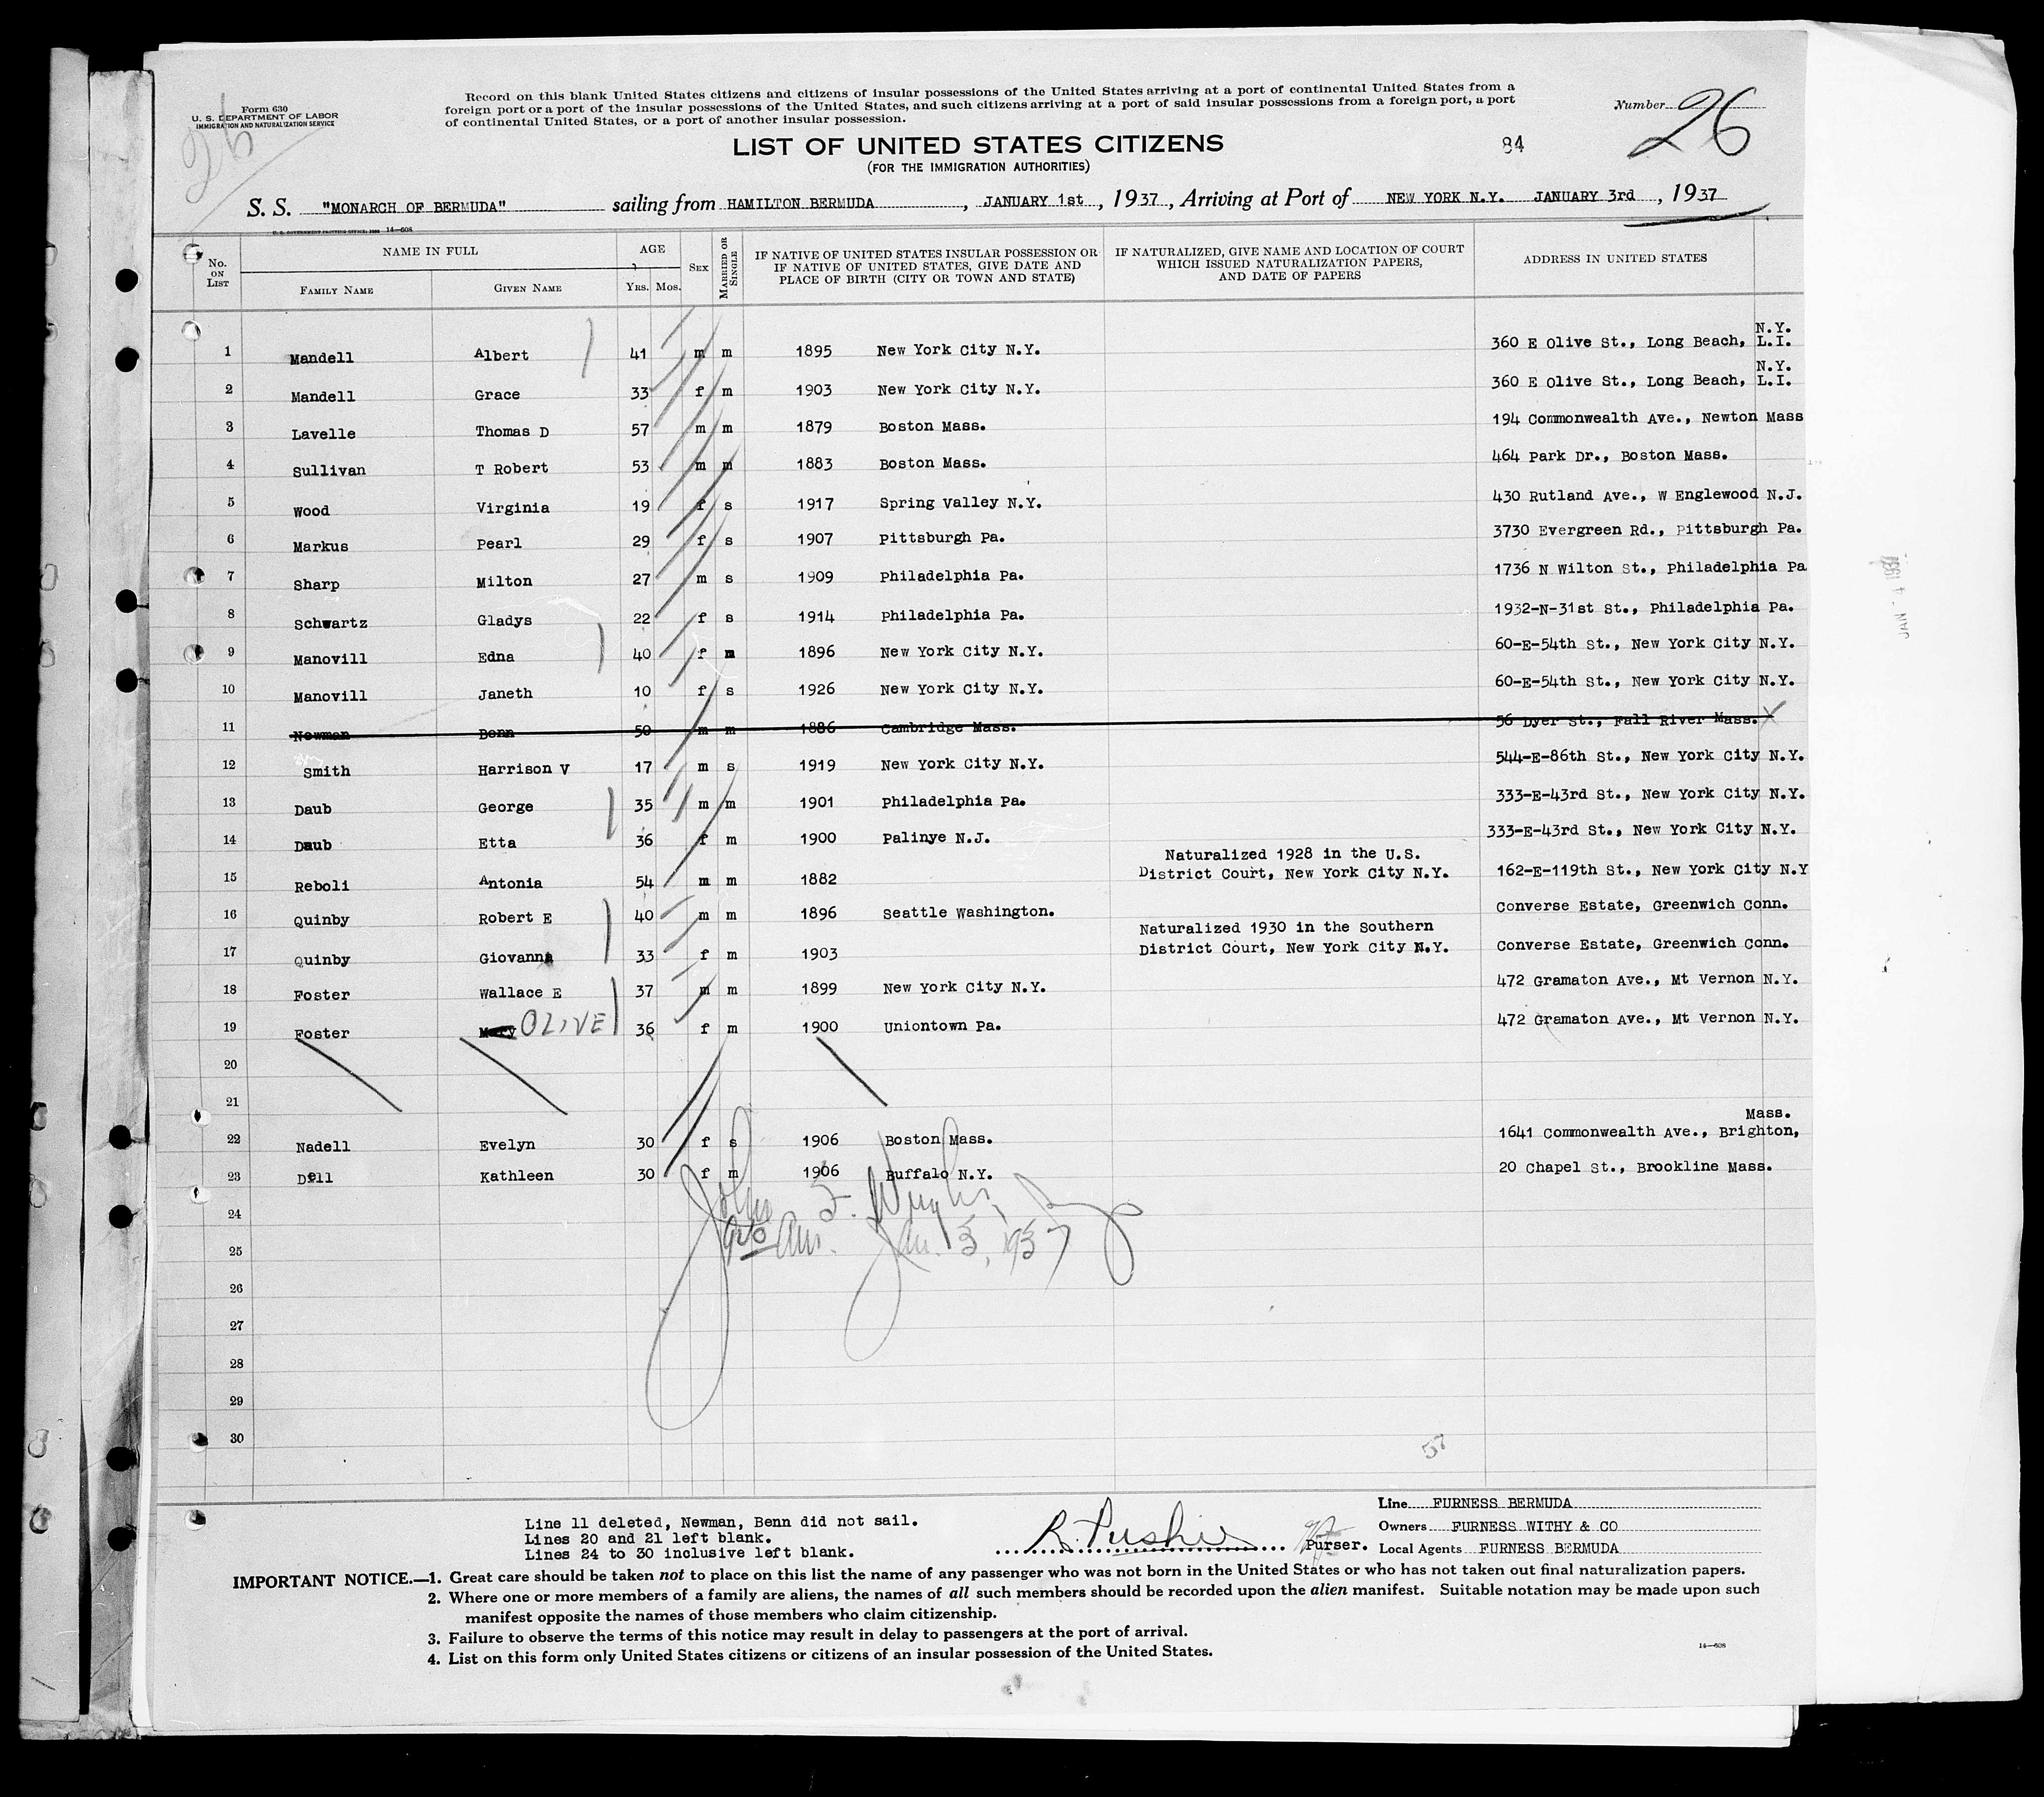 Form 630
U. S. DEPARTMENT OF LABOR
IMMIGRATION AND NATURALIZATION SERVICE
26
Record on this blank United States citizens and citizens of insular possessions of the United States arriving at a port of continental United States from a
foreign port or a port of the insular possessions of the United States, and such citizens arriving at a port of said insular possessions from a foreign port, a port
of continental United States, or a port of another insular possession.
Number 26
LIST OF UNITED STATES CITIZENS
84
(FOR THE IMMIGRATION AUTHORITIES)
S. S. "MONARCH OF BERMUDA" sailing from HAMILTON BERMUDA, JANUARY 1st, 1937, Arriving at Port of NEW YORK N.Y. JANUARY 3rd, 1937
U. S. GOVERNMENT PRINTING OFFICE: 14—608
No. ON LIST NAME IN FULL AGE SEX MARRIED OR SINGLE IF NATIVE OF UNITED STATES INSULAR POSSESSION OR IF NATIVE OF UNITED STATES, GIVE DATE AND PLACE OF BIRTH (CITY OR TOWN AND STATE) IF NATURALIZED, GIVE NAME AND LOCATION OF COURT WHICH ISSUED NATURALIZATION PAPERS, AND DATE OF PAPERS ADDRESS IN UNITED STATES
FAMILY NAME GIVEN NAME YRS. MOS.
N.Y.
1 Mandell Albert 41 m m 1895 New York City N.Y. 360 E Olive St., Long Beach, L.I.
N.Y.
2 Mandell Grace 33 f m 1903 New York City N.Y. 360 E Olive St., Long Beach, L.I.
3 Lavelle Thomas D 57 m m 1879 Boston Mass. 194 Commonwealth Ave., Newton Mass
4 Sullivan T Robert 53 m m 1883 Boston Mass. 464 Park Dr., Boston Mass.
5 Wood Virginia 19 f s 1917 Spring Valley N.Y. 430 Rutland Ave., W Englewood N.J.
6 Markus Pearl 29 f s 1907 Pittsburgh Pa. 3730 Evergreen Rd., Pittsburgh Pa.
7 Sharp Milton 27 m s 1909 Philadelphia Pa. 1736 N Wilton St., Philadelphia Pa
8 Schwartz Gladys 22 f s 1914 Philadelphia Pa. 1932-N-31st St., Philadelphia Pa.
9 Manovill Edna 40 f m 1896 New York City N.Y. 60-E-54th St., New York City N.Y.
10 Manovill Janeth 10 f s 1926 New York City N.Y. 60-E-54th St., New York City N.Y.
11 Newman Benn 50 m m 1886 Cambridge Mass. 56 Dyer St., Fall River Mass. X
12 Smith Harrison V 17 m s 1919 New York City N.Y. 544-E-86th St., New York City N.Y.
13 Daub George 35 m m 1901 Philadelphia Pa. 333-E-43rd St., New York City N.Y.
14 Daub Etta 36 f m 1900 Palinye N.J. 333-E-43rd St., New York City N.Y.
Naturalized 1928 in the U.S.
15 Reboli Antonia 54 m m 1882 District Court, New York City N.Y. 162-E-119th St., New York City N.Y
16 Quinby Robert E 40 m m 1896 Seattle Washington. Converse Estate, Greenwich Conn.
Naturalized 1930 in the Southern
17 Quinby Giovanna 33 f m 1903 District Court, New York City N.Y. Converse Estate, Greenwich Conn.
18 Foster Wallace E 37 m m 1899 New York City N.Y. 472 Gramaton Ave., Mt Vernon N.Y.
19 Foster Mary OLIVE 36 f m 1900 Uniontown Pa. 472 Gramaton Ave., Mt Vernon N.Y.
20
21
Mass.
22 Nadell Evelyn 30 f s 1906 Boston Mass. 1641 Commonwealth Ave., Brighton,
23 Dell Kathleen 30 f m 1906 Buffalo N.Y. 20 Chapel St., Brookline Mass.
24 John F.
25 Jan. 3, 1937
26
27
28
29
30
57
JAN - 4 1937
Line FURNESS BERMUDA
Line 11 deleted, Newman, Benn did not sail.
Owners FURNESS WITHY & CO
Lines 20 and 21 left blank.
Lines 24 to 30 inclusive left blank.
Purser. Local Agents FURNESS BERMUDA
IMPORTANT NOTICE.—1. Great care should be taken not to place on this list the name of any passenger who was not born in the United States or who has not taken out final naturalization papers.
2. Where one or more members of a family are aliens, the names of all such members should be recorded upon the alien manifest. Suitable notation may be made upon such
manifest opposite the names of those members who claim citizenship.
3. Failure to observe the terms of this notice may result in delay to passengers at the port of arrival.
4. List on this form only United States citizens or citizens of an insular possession of the United States.
14—608